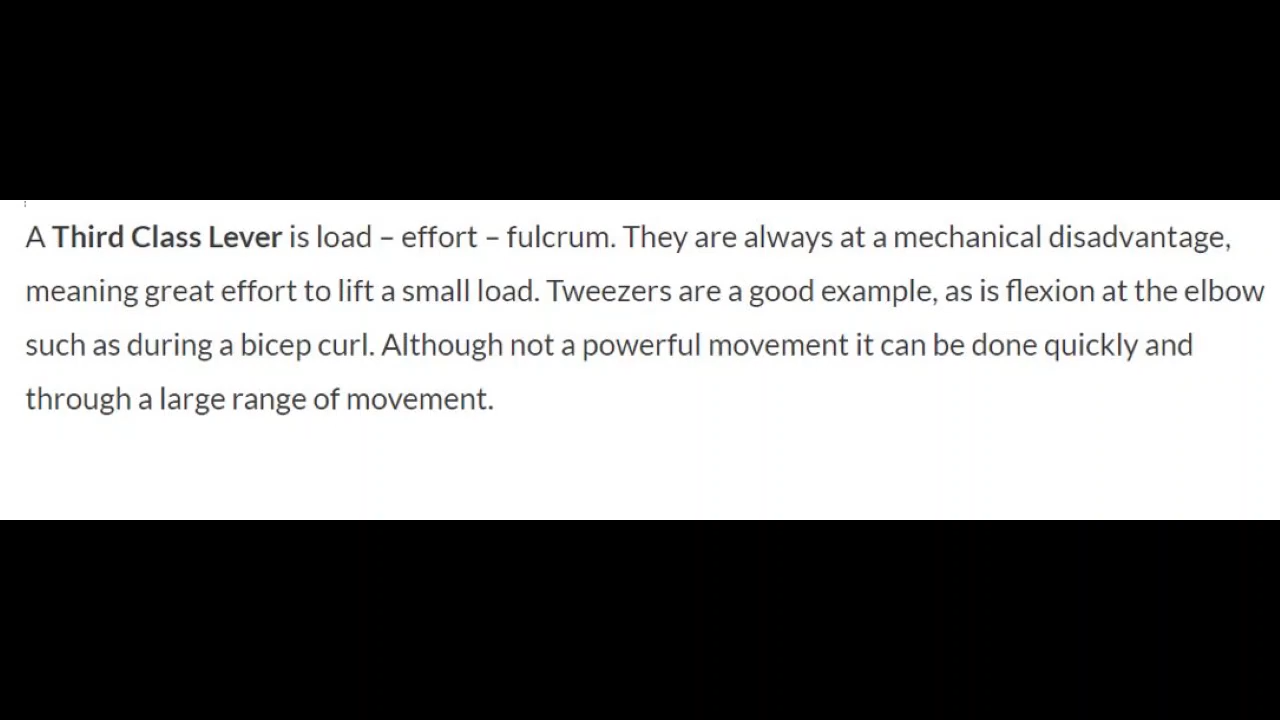 A Third Class Lever is load – effort – fulcrum. They are always at a mechanical disadvantage,
meaning great effort to lift a small load. Tweezers are a good example, as is flexion at the elbow
such as during a bicep curl. Although not a powerful movement it can be done quickly and
through a large range of movement.